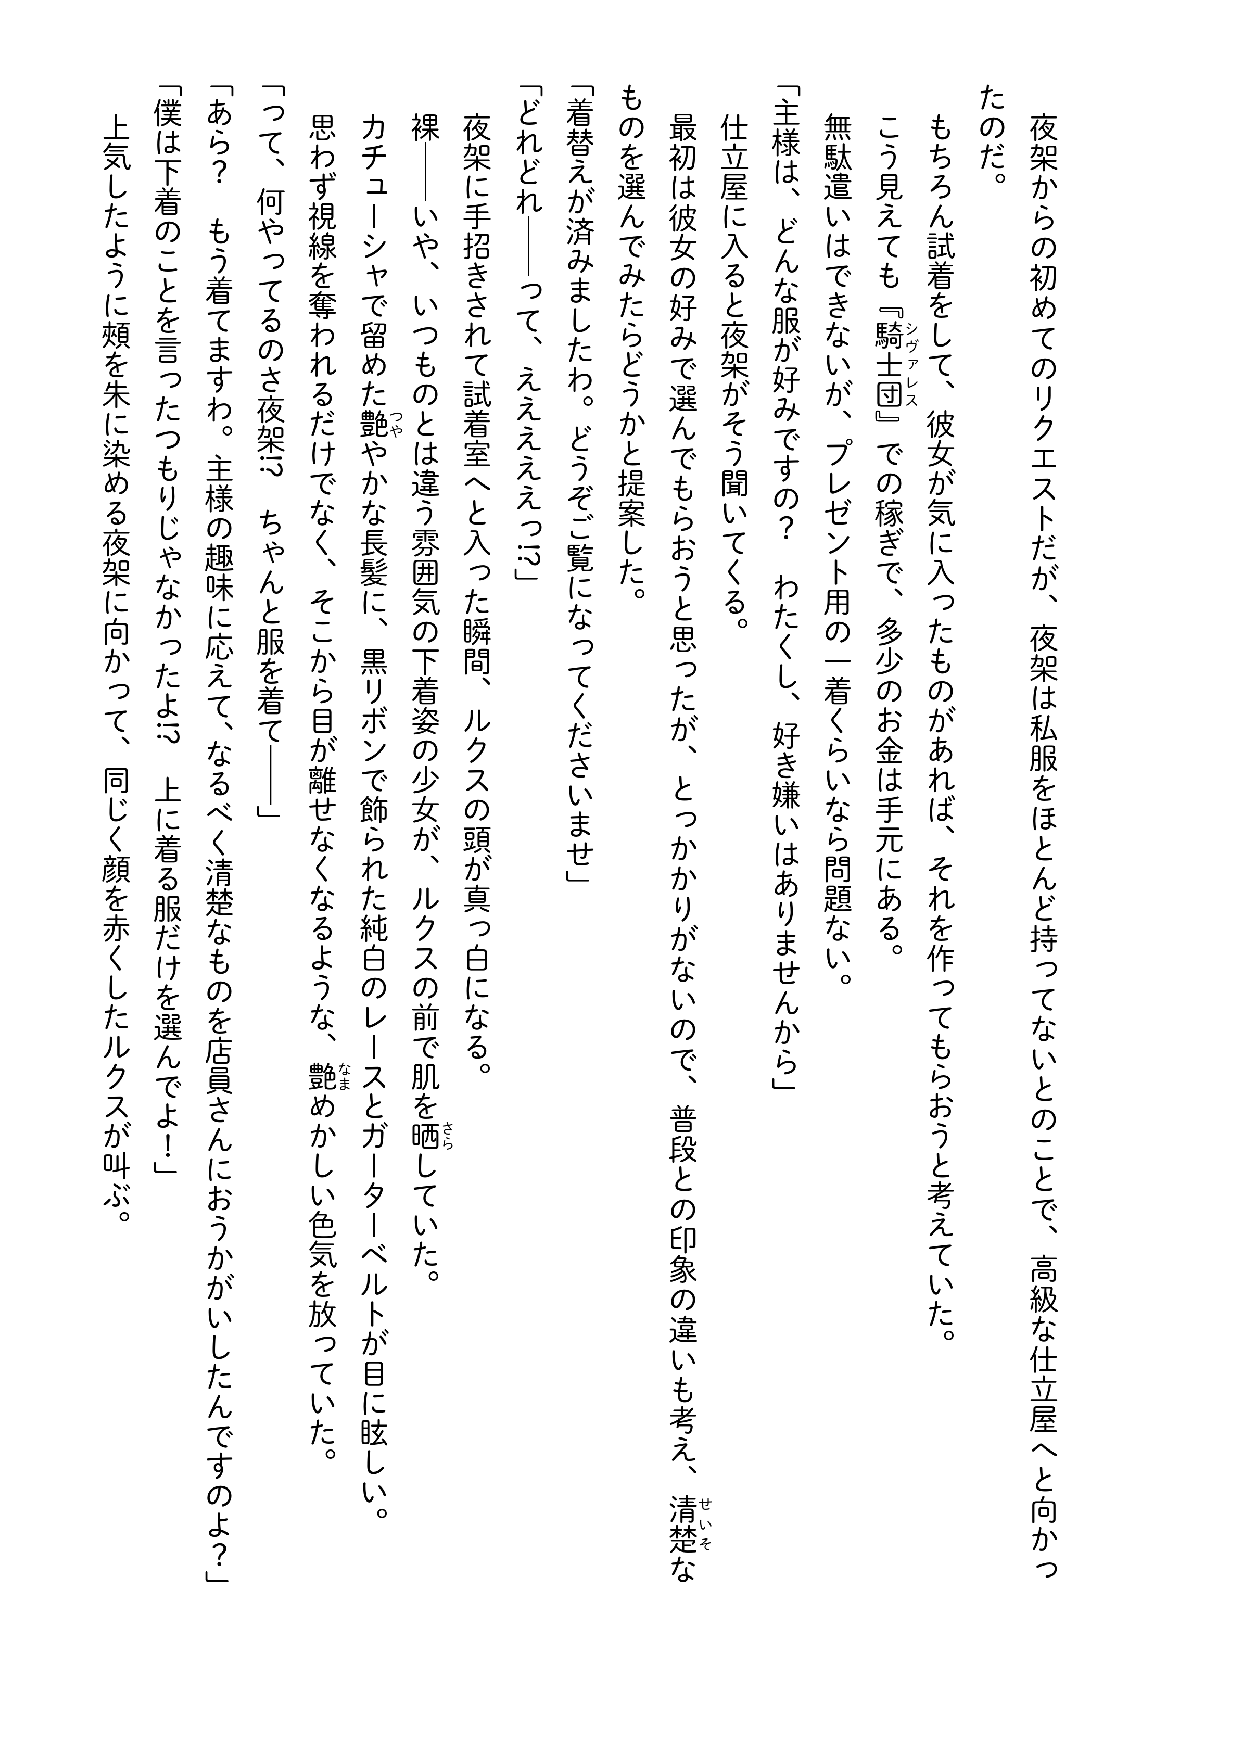 夜架からの初めてのリクエストだが、夜架は私服をほとんど持ってないとのことで、高級な仕立屋へと向かっ
たのだ。
もちろん試着をして、彼女が気に入ったものがあれば、それを作ってもらおうと考えていた。
こう見えても『騎士団』での稼ぎで、多少のお金は手元にある。
シヴァレス
無駄遣いはできないが、プレゼント用の一着くらいなら問題ない。
「主様は、どんな服が好みですの？　わたくし、好き嫌いはありませんから」
仕立屋に入ると夜架がそう聞いてくる。
最初は彼女の好みで選んでもらおうと思ったが、とっかかりがないので、普段との印象の違いも考え、清楚な
せいそ
ものを選んでみたらどうかと提案した。
「着替えが済みましたわ。どうぞご覧になってくださいませ」
「どれどれ――って、ええええっ!?」
夜架に手招きされて試着室へと入った瞬間、ルクスの頭が真っ白になる。
裸――いや、いつものとは違う雰囲気の下着姿の少女が、ルクスの前で肌を晒していた。
さら
カチューシャで留めた艶やかな長髪に、黒リボンで飾られた純白のレースとガーターベルトが目に眩しい。
つや
思わず視線を奪われるだけでなく、そこから目が離せなくなるような、艶めかしい色気を放っていた。
なま
「って、何やってるのさ夜架!?　ちゃんと服を着て――」
「あら？　もう着てますわ。主様の趣味に応えて、なるべく清楚なものを店員さんにおうかがいしたんですのよ？」
「僕は下着のことを言ったつもりじゃなかったよ!?　上に着る服だけを選んでよ！」
上気したように頬を朱に染める夜架に向かって、同じく顔を赤くしたルクスが叫ぶ。